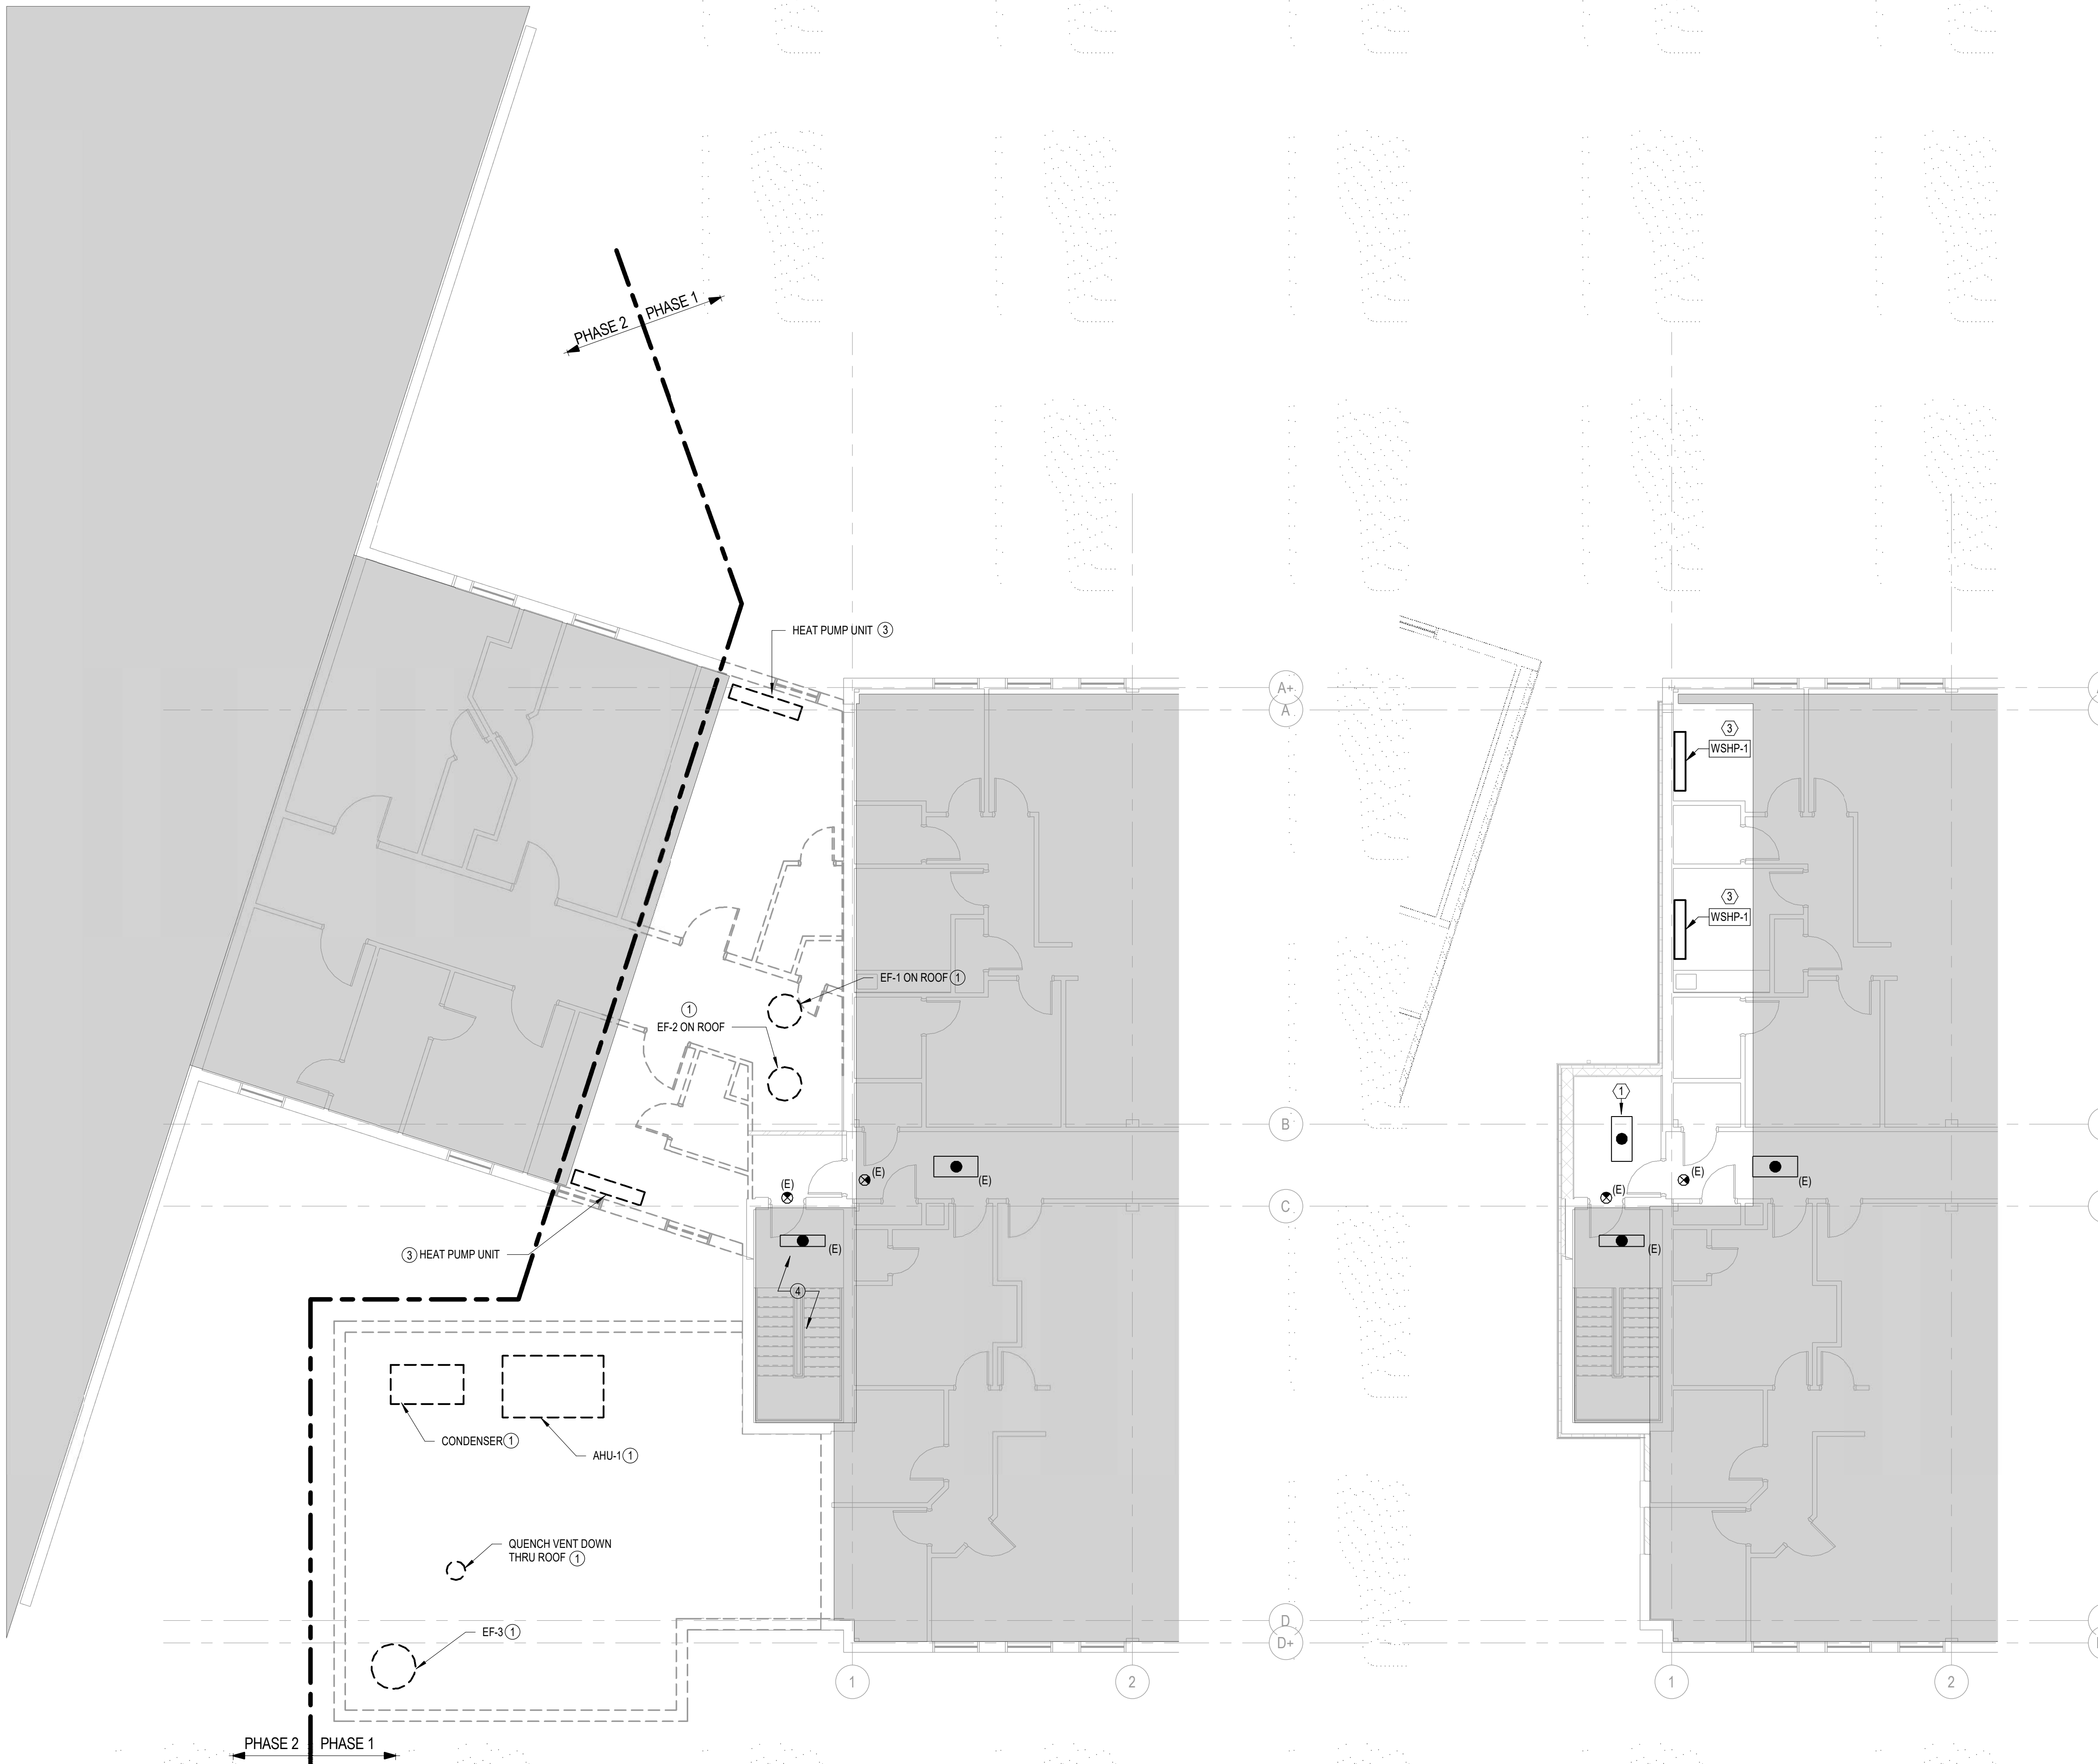 PHASE 2 PHASE 1
HEAT PUMP UNIT 3
A+
A
3
WSHP-1
3
WSHP-1
EF-1 ON ROOF 1
1
EF-2 ON ROOF
1
B
(E)
(E)
(E)
(E)
(E)
(E)
C
(E)
(E)
3 HEAT PUMP UNIT
4
CONDENSER 1
AHU-1 1
QUENCH VENT DOWN
THRU ROOF 1
D
EF-3 1
D+
1
2
1
2
PHASE 2 PHASE 1